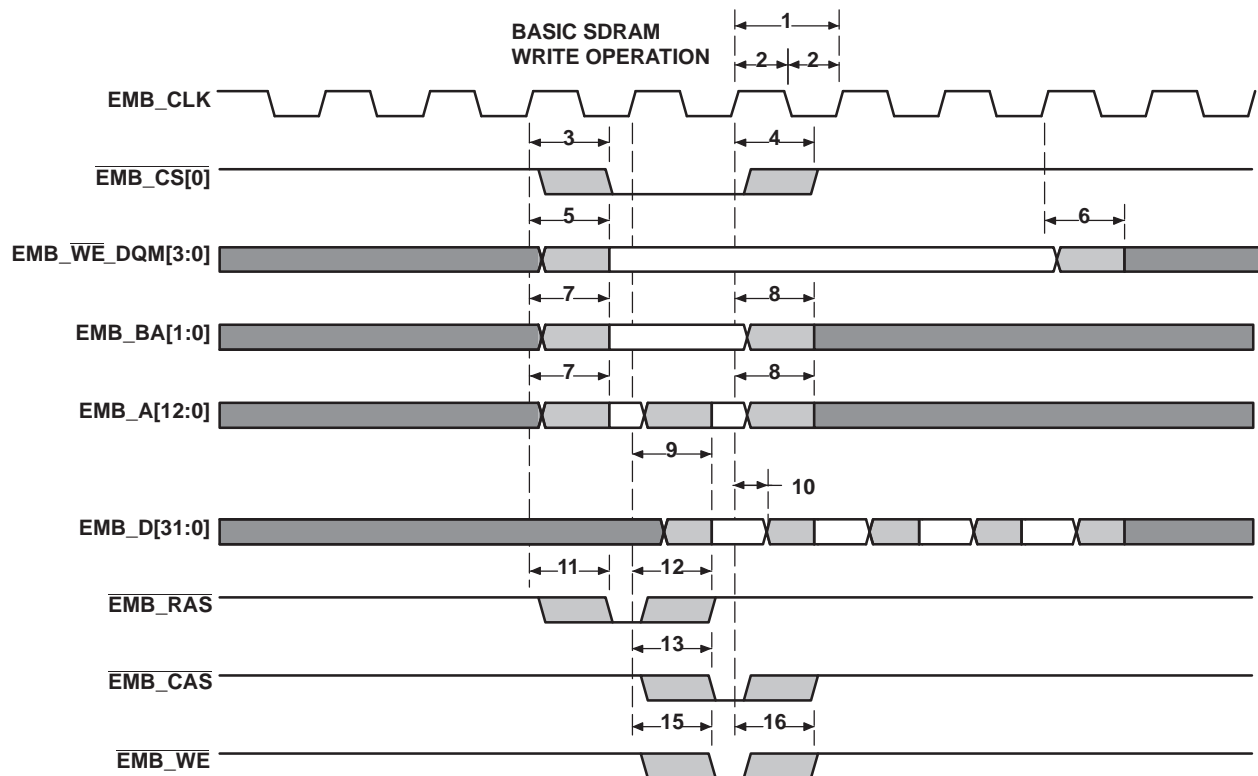 BASIC SDRAM
WRITE OPERATION
1
2 2
EMB_CLK
3 4
EMB_CS[0]
5 6
EMB_WE_DQM[3:0]
7 8
EMB_BA[1:0]
7 8
EMB_A[12:0]
9
10
EMB_D[31:0]
11 12
EMB_RAS
13
EMB_CAS
15 16
EMB_WE